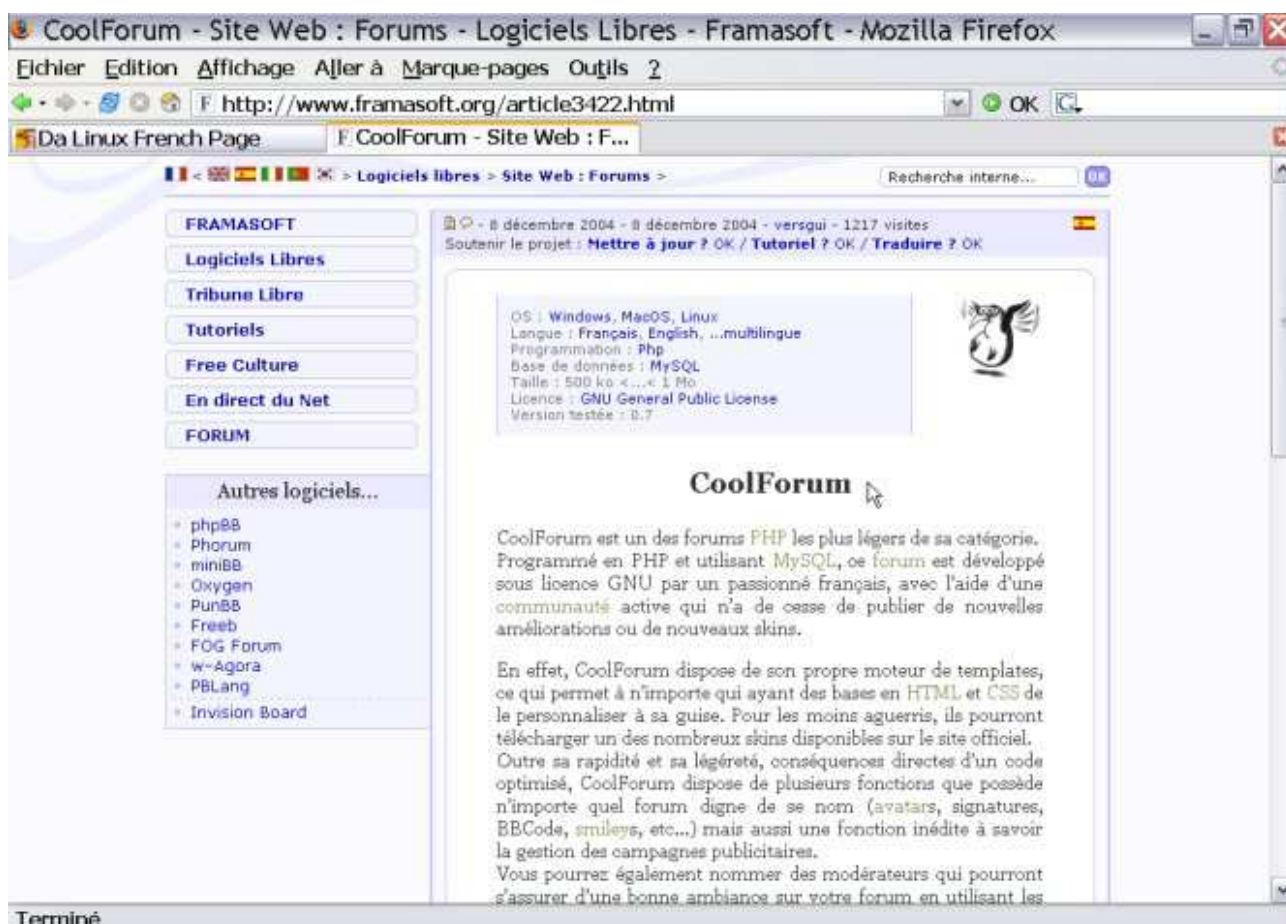 CoolForum - Site Web : Forums - Logiciels Libres - Framasoft - Mozilla Firefox
Fichier Edition Affichage Aller à Marque-pages Outils ?
F http://www.framasoft.org/article3422.html OK G
Da Linux French Page F CoolForum - Site Web : F...
< > Logiciels libres > Site Web : Forums > Recherche interne... OK
FRAMASOFT
Logiciels Libres
Tribune Libre
Tutoriels
Free Culture
En direct du Net
FORUM
Autres logiciels...
phpBB
Phorum
miniBB
Oxygen
PunBB
Freeb
FOG Forum
w-Agora
PBLang
Invision Board
- 8 décembre 2004 - 8 décembre 2004 - versgui - 1217 visites
Soutenir le projet : Mettre à jour ? OK / Tutoriel ? OK / Traduire ? OK
OS : Windows, MacOS, Linux
Langue : Français, English, ...multilingue
Programmation : Php
Base de données : MySQL
Taille : 500 ko <...< 1 Mo
Licence : GNU General Public License
Version testée : 0.7
CoolForum
CoolForum est un des forums PHP les plus légers de sa catégorie.
Programmé en PHP et utilisant MySQL, ce forum est développé
sous licence GNU par un passionné français, avec l'aide d'une
communauté active qui n'a de cesse de publier de nouvelles
améliorations ou de nouveaux skins.
En effet, CoolForum dispose de son propre moteur de templates,
ce qui permet à n'importe qui ayant des bases en HTML et CSS de
le personnaliser à sa guise. Pour les moins aguerris, ils pourront
télécharger un des nombreux skins disponibles sur le site officiel.
Outre sa rapidité et sa légéreté, conséquences directes d'un code
optimisé, CoolForum dispose de plusieurs fonctions que possède
n'importe quel forum digne de se nom (avatars, signatures,
BBCode, smileys, etc...) mais aussi une fonction inédite à savoir
la gestion des campagnes publicitaires.
Vous pourrez également nommer des modérateurs qui pourront
s'assurer d'une bonne ambiance sur votre forum en utilisant les
Terminé